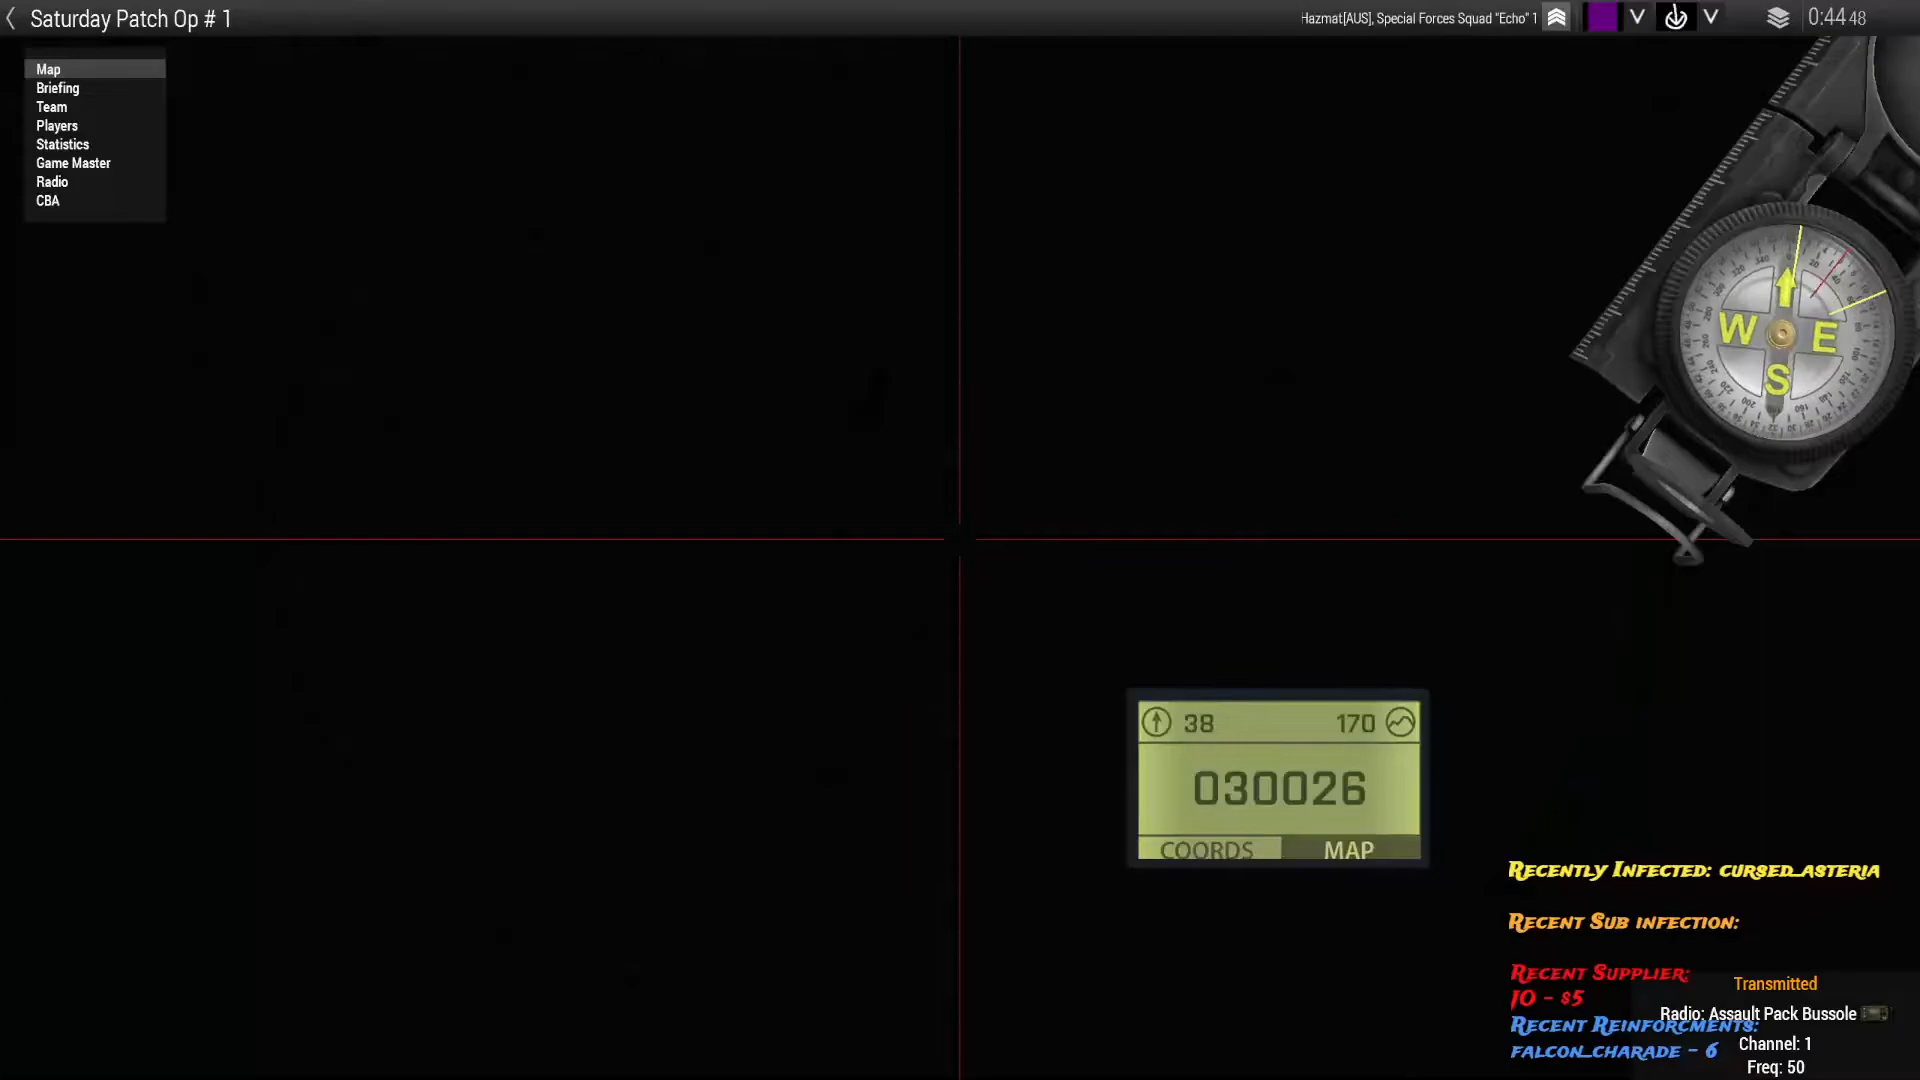 Saturday Patch Op # 1
Hazmat[AUS], Special Forces Squad "Echo" 1
0:44 48
Map
Briefing
Team
Players
Statistics
Game Master
Radio
CBA
W E
S
38 170
030026
COORDS MAP
Recently Infected: cursed_asteria
Recent Sub infection:
Recent Supplier:
JO - $5
Recent Reinforcments:
falcon_charade - 6
Transmitted
Radio: Assault Pack Bussole
Channel: 1
Freq: 50